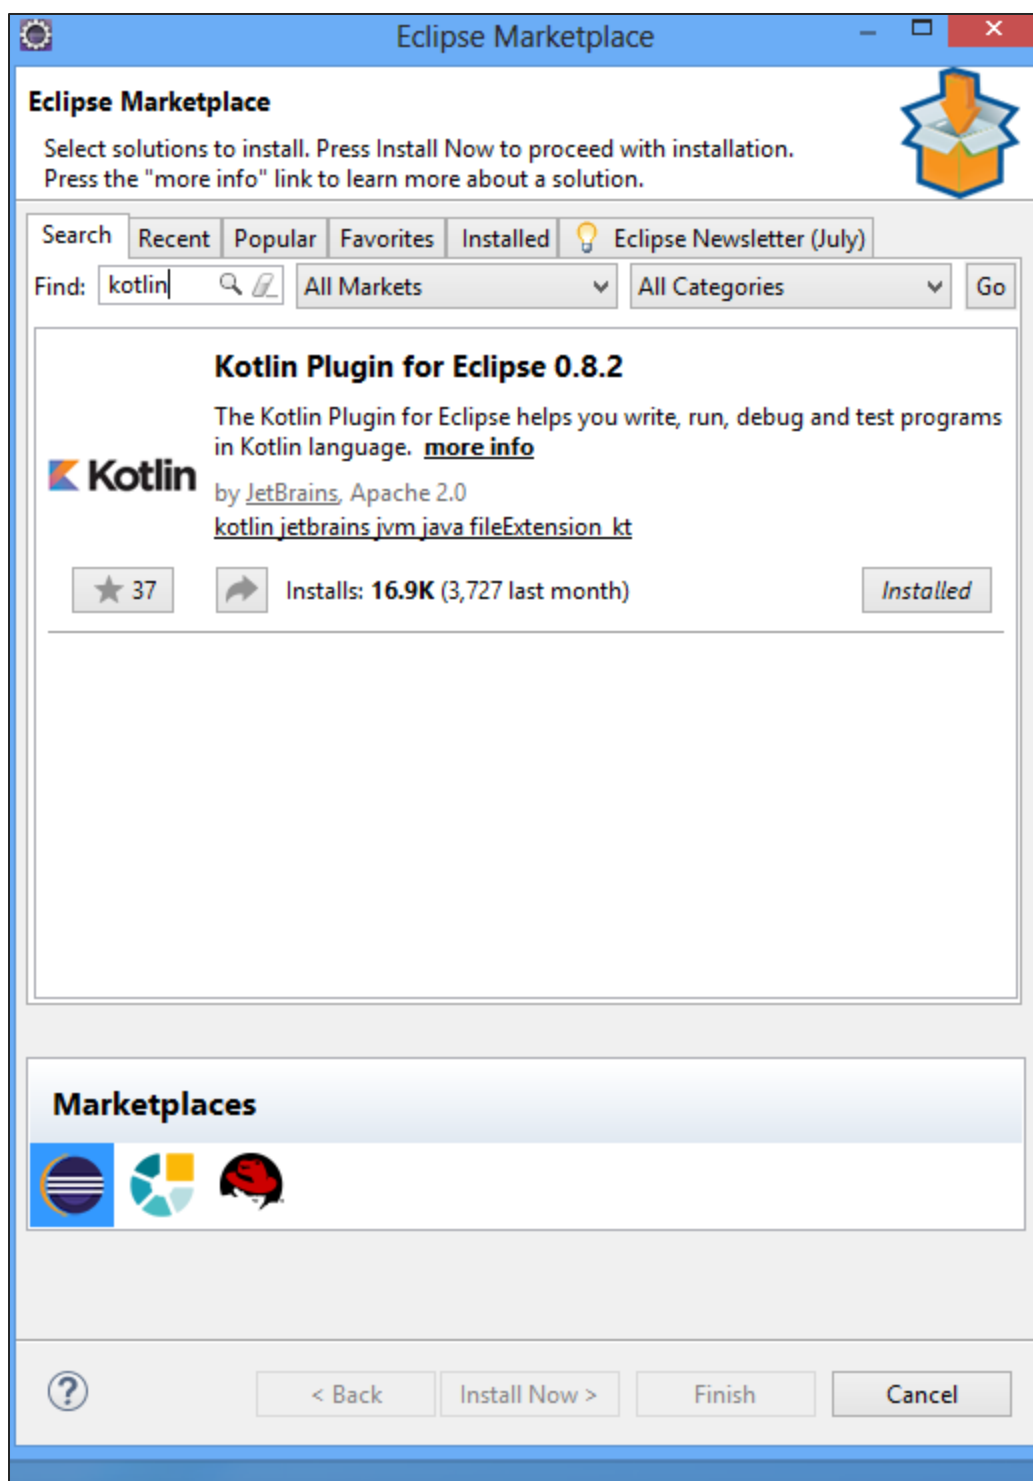 Eclipse Marketplace
Eclipse Marketplace
Select solutions to install. Press Install Now to proceed with installation.
Press the "more info" link to learn more about a solution.
Search Recent Popular Favorites Installed Eclipse Newsletter (July)
Find: kotlin All Markets All Categories Go
Kotlin Plugin for Eclipse 0.8.2
The Kotlin Plugin for Eclipse helps you write, run, debug and test programs
in Kotlin language. more info
Kotlin
by JetBrains, Apache 2.0
kotlin jetbrains jvm java fileExtension_kt
37 Installs: 16.9K (3,727 last month) Installed
Marketplaces
? < Back Install Now > Finish Cancel